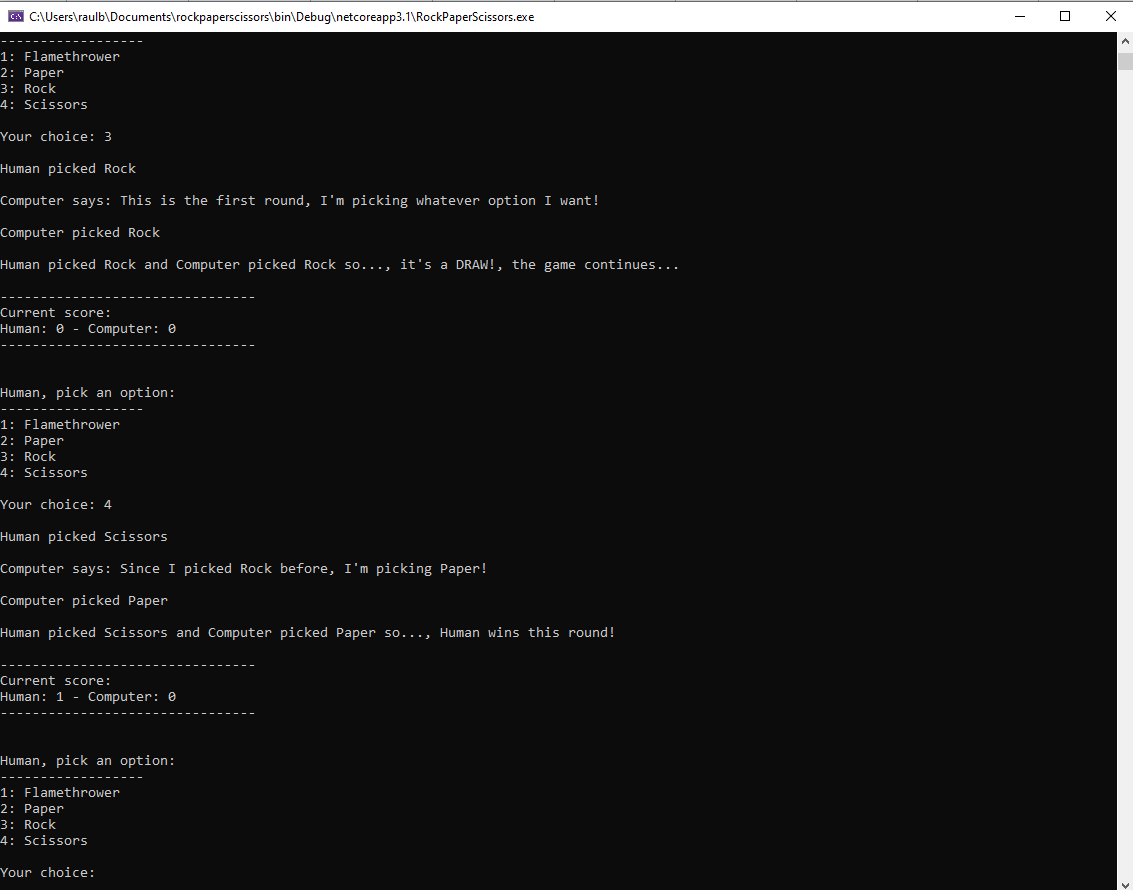 C:\Users\raulb\Documents\rockpaperscissors\bin\Debug\netcoreapp3.1\RockPaperScissors.exe
------------------
1: Flamethrower
2: Paper
3: Rock
4: Scissors
Your choice: 3
Human picked Rock
Computer says: This is the first round, I'm picking whatever option I want!
Computer picked Rock
Human picked Rock and Computer picked Rock so..., it's a DRAW!, the game continues...
--------------------------------
Current score:
Human: 0 - Computer: 0
--------------------------------
Human, pick an option:
------------------
1: Flamethrower
2: Paper
3: Rock
4: Scissors
Your choice: 4
Human picked Scissors
Computer says: Since I picked Rock before, I'm picking Paper!
Computer picked Paper
Human picked Scissors and Computer picked Paper so..., Human wins this round!
--------------------------------
Current score:
Human: 1 - Computer: 0
--------------------------------
Human, pick an option:
------------------
1: Flamethrower
2: Paper
3: Rock
4: Scissors
Your choice: